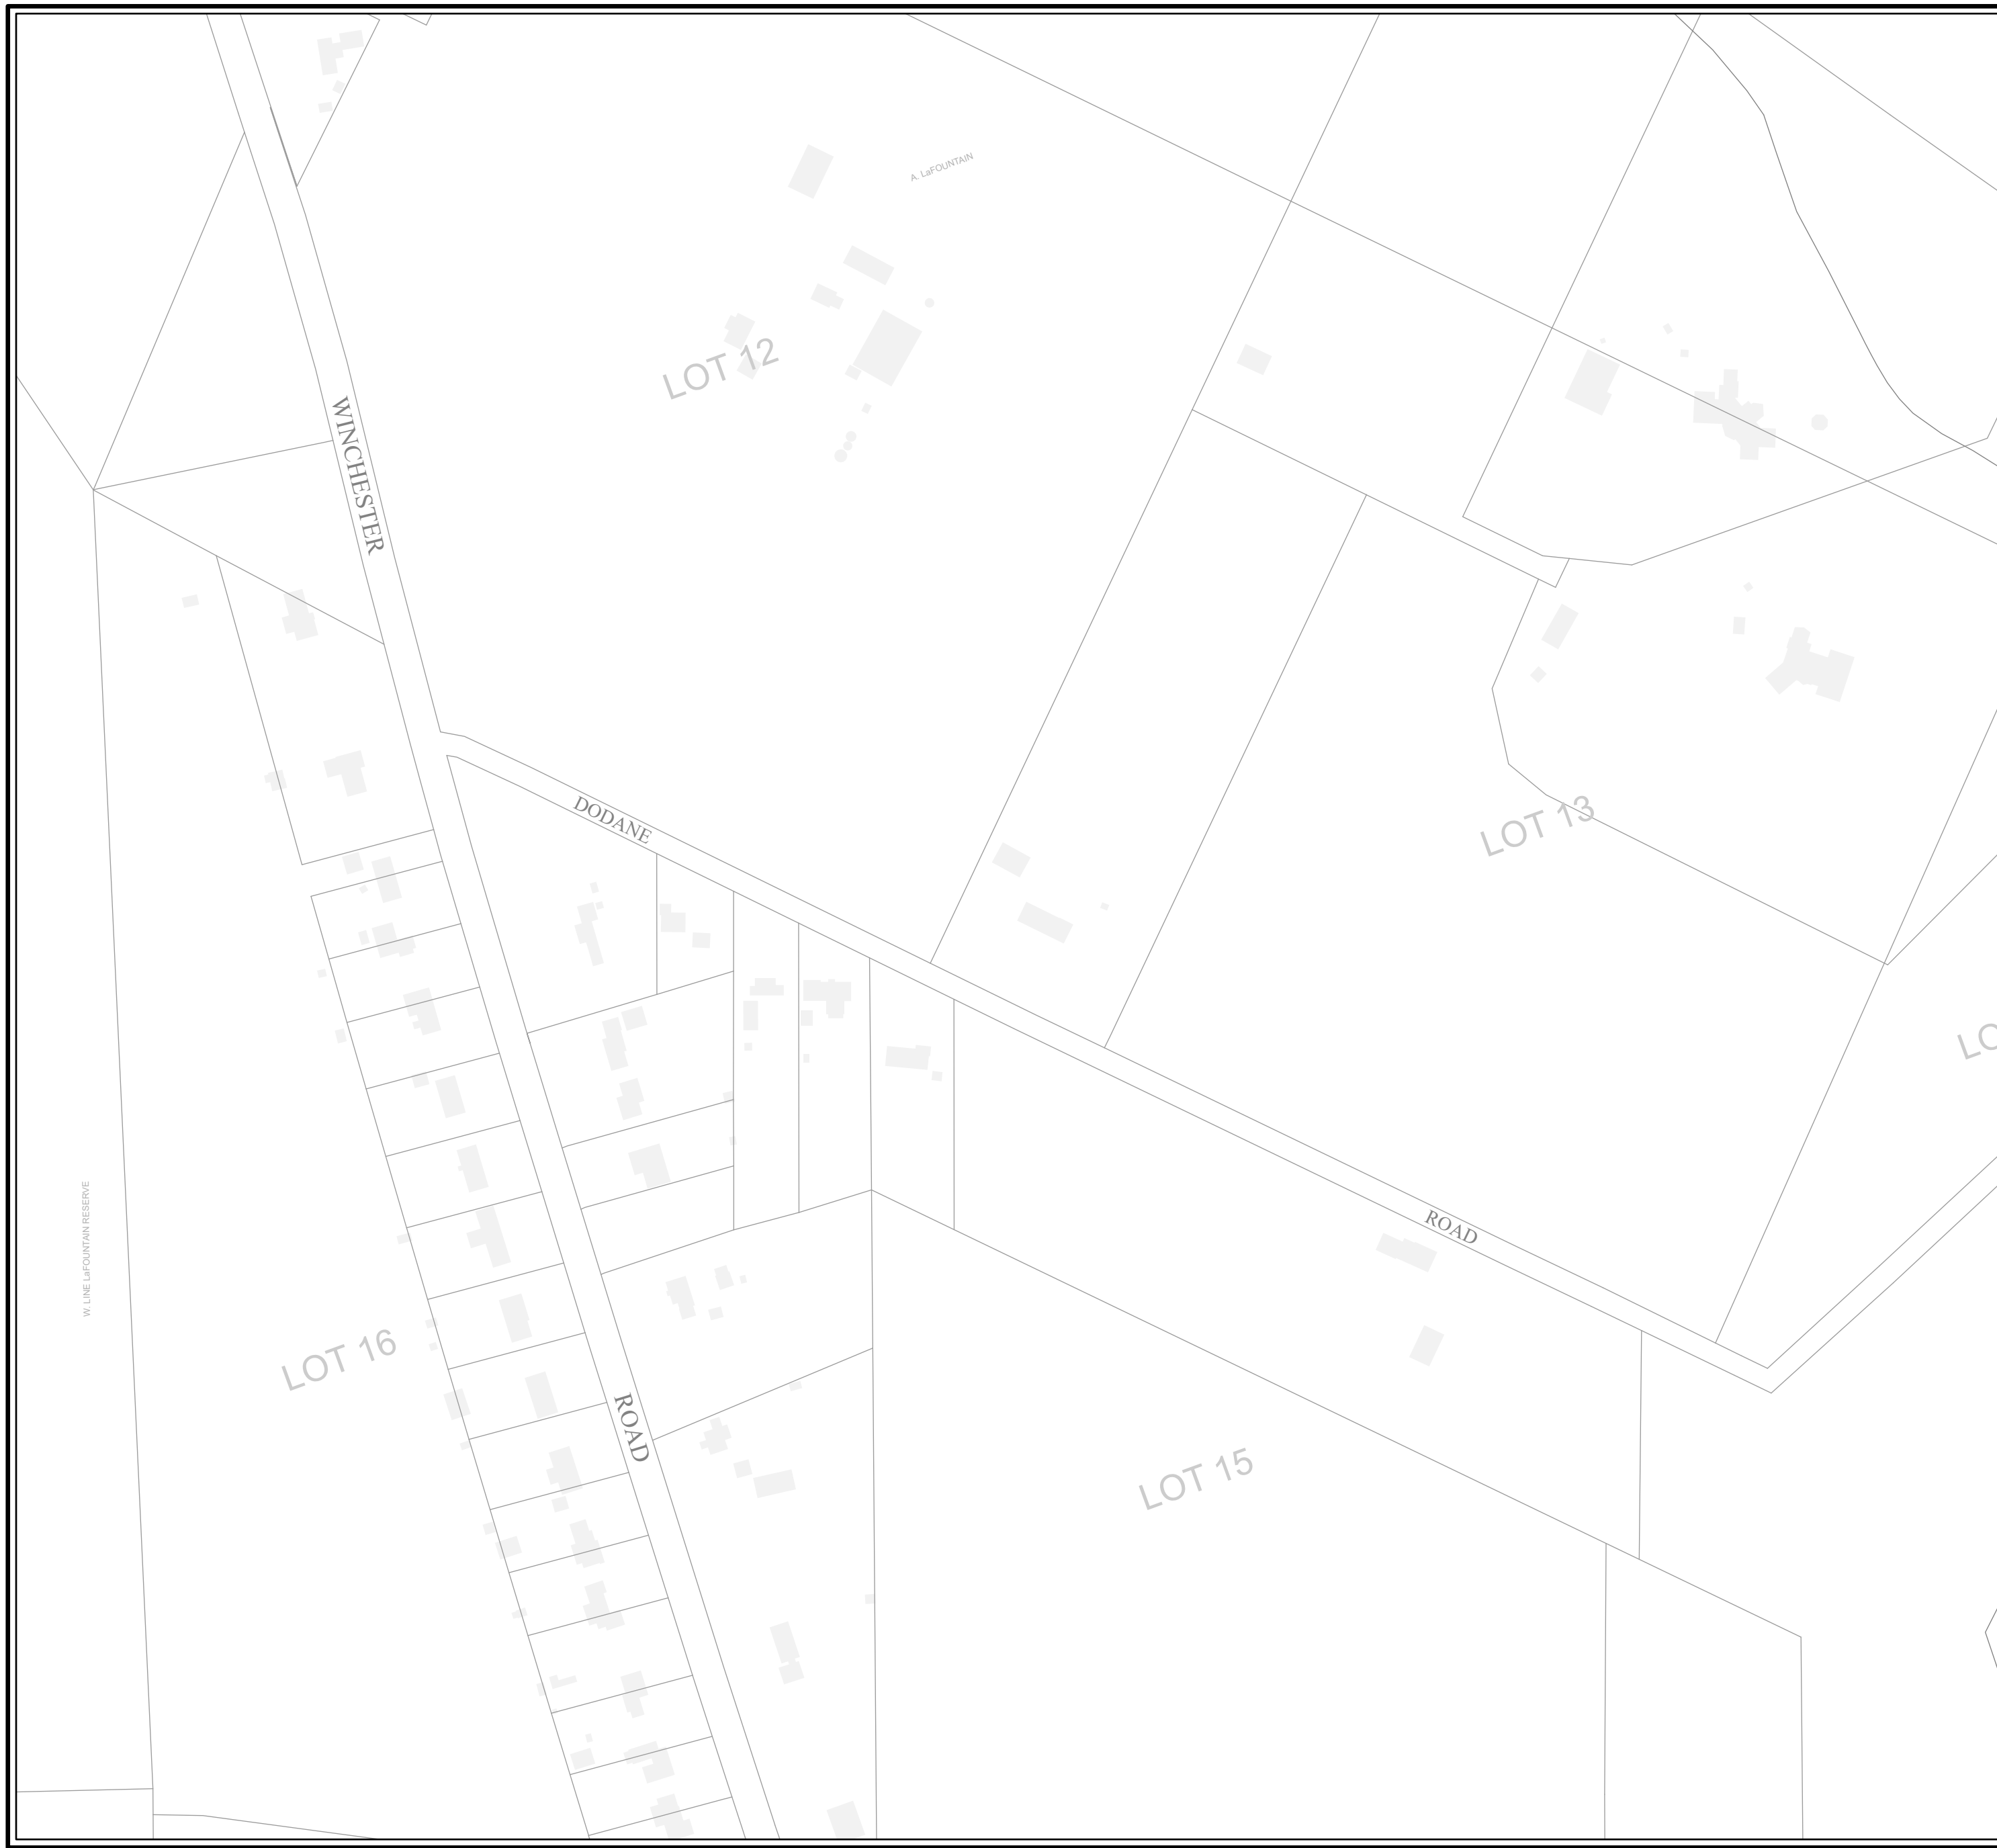 A. LaFOUNTAIN
LOT 12
WINCHESTER
DODANE
LOT 13
LO
ROAD
W. LINE LaFOUNTAIN RESERVE
LOT 16
ROAD
LOT 15